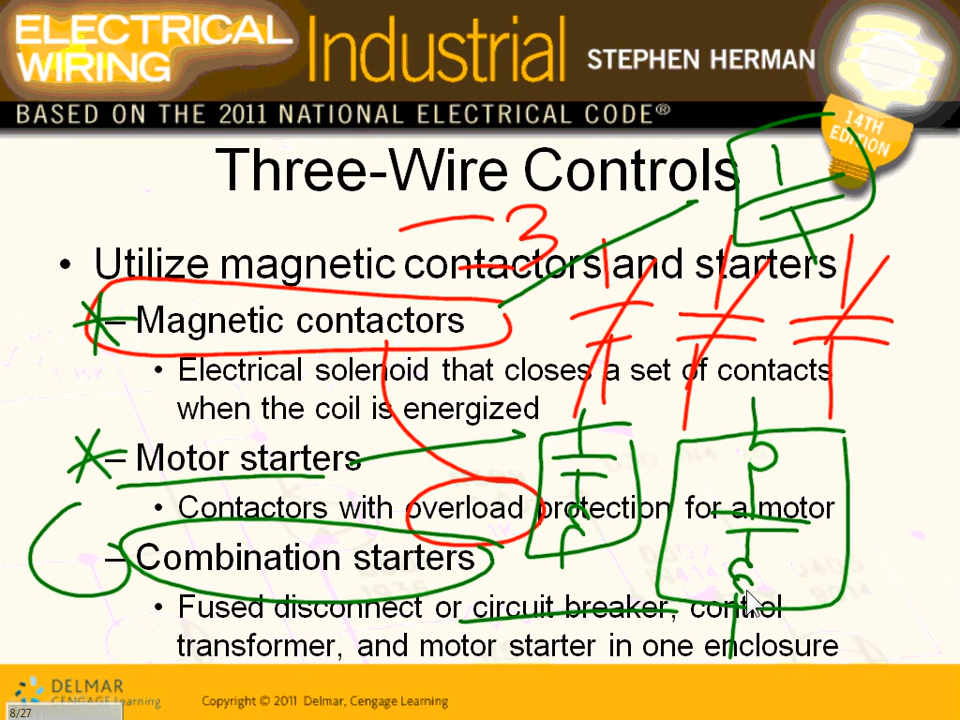 ELECTRICAL
WIRING
Industrial
STEPHEN HERMAN
BASED ON THE 2011 NATIONAL ELECTRICAL CODE®
14TH
EDITION
Three-Wire Controls
3
• Utilize magnetic contactors and starters
– Magnetic contactors
• Electrical solenoid that closes a set of contacts
when the coil is energized
– Motor starters
• Contactors with overload protection for a motor
– Combination starters
• Fused disconnect or circuit breaker, control
transformer, and motor starter in one enclosure
DELMAR
CENGAGE Learning
Copyright © 2011 Delmar, Cengage Learning
8/27